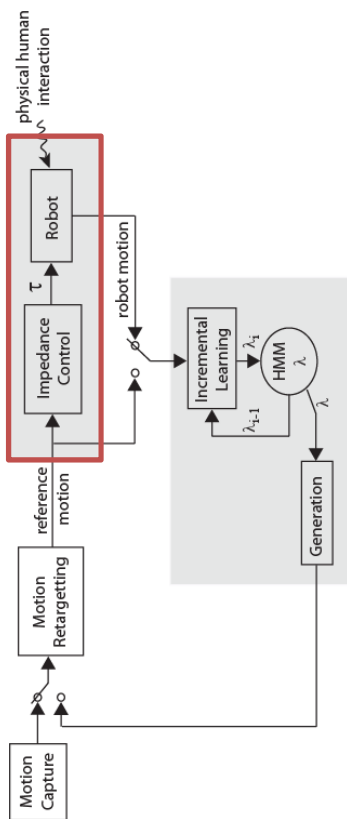 Motion
Capture
Motion
Retargetting
reference
motion
Impedance
Control
τ
Robot
physical human
interaction
robot motion
Incremental
Learning
λi
λi-1
HMM
λ
λ
Generation